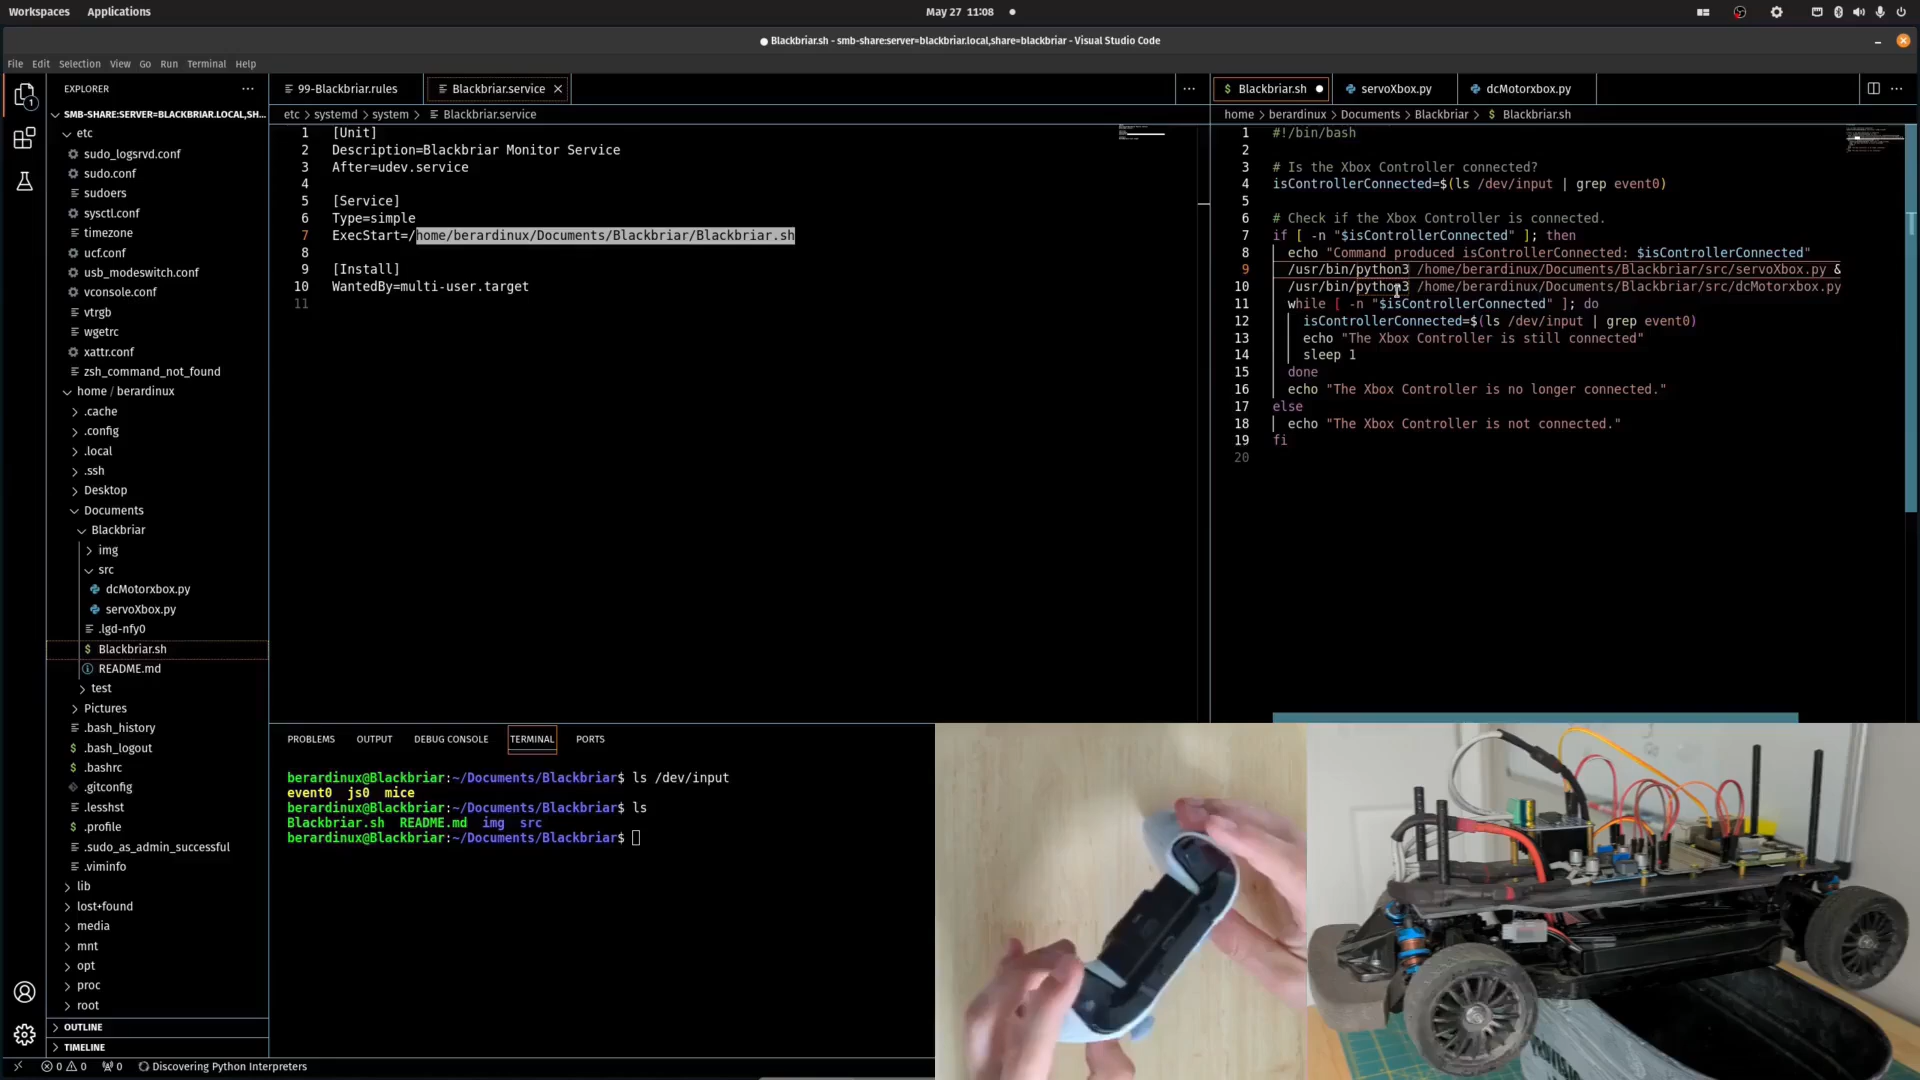 Workspaces Applications May 27 11:08
Blackbriar.sh - smb-share:server=blackbriar.local,share=blackbriar - Visual Studio Code
File Edit Selection View Go Run Terminal Help
EXPLORER
SMB-SHARE:SERVER=BLACKBRIAR.LOCAL,SH...
etc
sudo_logsrvd.conf
sudo.conf
sudoers
sysctl.conf
timezone
ucf.conf
usb_modeswitch.conf
vconsole.conf
vtrgb
wgetrc
xattr.conf
zsh_command_not_found
home / berardinux
.cache
.config
.local
.ssh
Desktop
Documents
Blackbriar
img
src
dcMotorxbox.py
servoXbox.py
.lgd-nfy0
Blackbriar.sh
README.md
test
Pictures
.bash_history
.bash_logout
.bashrc
.gitconfig
.lesshst
.profile
.sudo_as_admin_successful
.viminfo
lib
lost+found
media
mnt
opt
proc
root
OUTLINE
TIMELINE
99-Blackbriar.rules Blackbriar.service
etc > systemd > system > Blackbriar.service
1 [Unit]
2 Description=Blackbriar Monitor Service
3 After=udev.service
4
5 [Service]
6 Type=simple
7 ExecStart=/home/berardinux/Documents/Blackbriar/Blackbriar.sh
8
9 [Install]
10 WantedBy=multi-user.target
11
$ Blackbriar.sh servoXbox.py dcMotorxbox.py
home > berardinux > Documents > Blackbriar > $ Blackbriar.sh
1 #!/bin/bash
2
3 # Is the Xbox Controller connected?
4 isControllerConnected=$(ls /dev/input | grep event0)
5
6 # Check if the Xbox Controller is connected.
7 if [ -n "$isControllerConnected" ]; then
8 echo "Command produced isControllerConnected: $isControllerConnected"
9 /usr/bin/python3 /home/berardinux/Documents/Blackbriar/src/servoXbox.py &
10 /usr/bin/python3 /home/berardinux/Documents/Blackbriar/src/dcMotorxbox.py
11 while [ -n "$isControllerConnected" ]; do
12 isControllerConnected=$(ls /dev/input | grep event0)
13 echo "The Xbox Controller is still connected"
14 sleep 1
15 done
16 echo "The Xbox Controller is no longer connected."
17 else
18 echo "The Xbox Controller is not connected."
19 fi
20
PROBLEMS OUTPUT DEBUG CONSOLE TERMINAL PORTS
berardinux@Blackbriar:~/Documents/Blackbriar$ ls /dev/input
event0 js0 mice
berardinux@Blackbriar:~/Documents/Blackbriar$ ls
Blackbriar.sh README.md img src
berardinux@Blackbriar:~/Documents/Blackbriar$
0 0 0 Discovering Python Interpreters